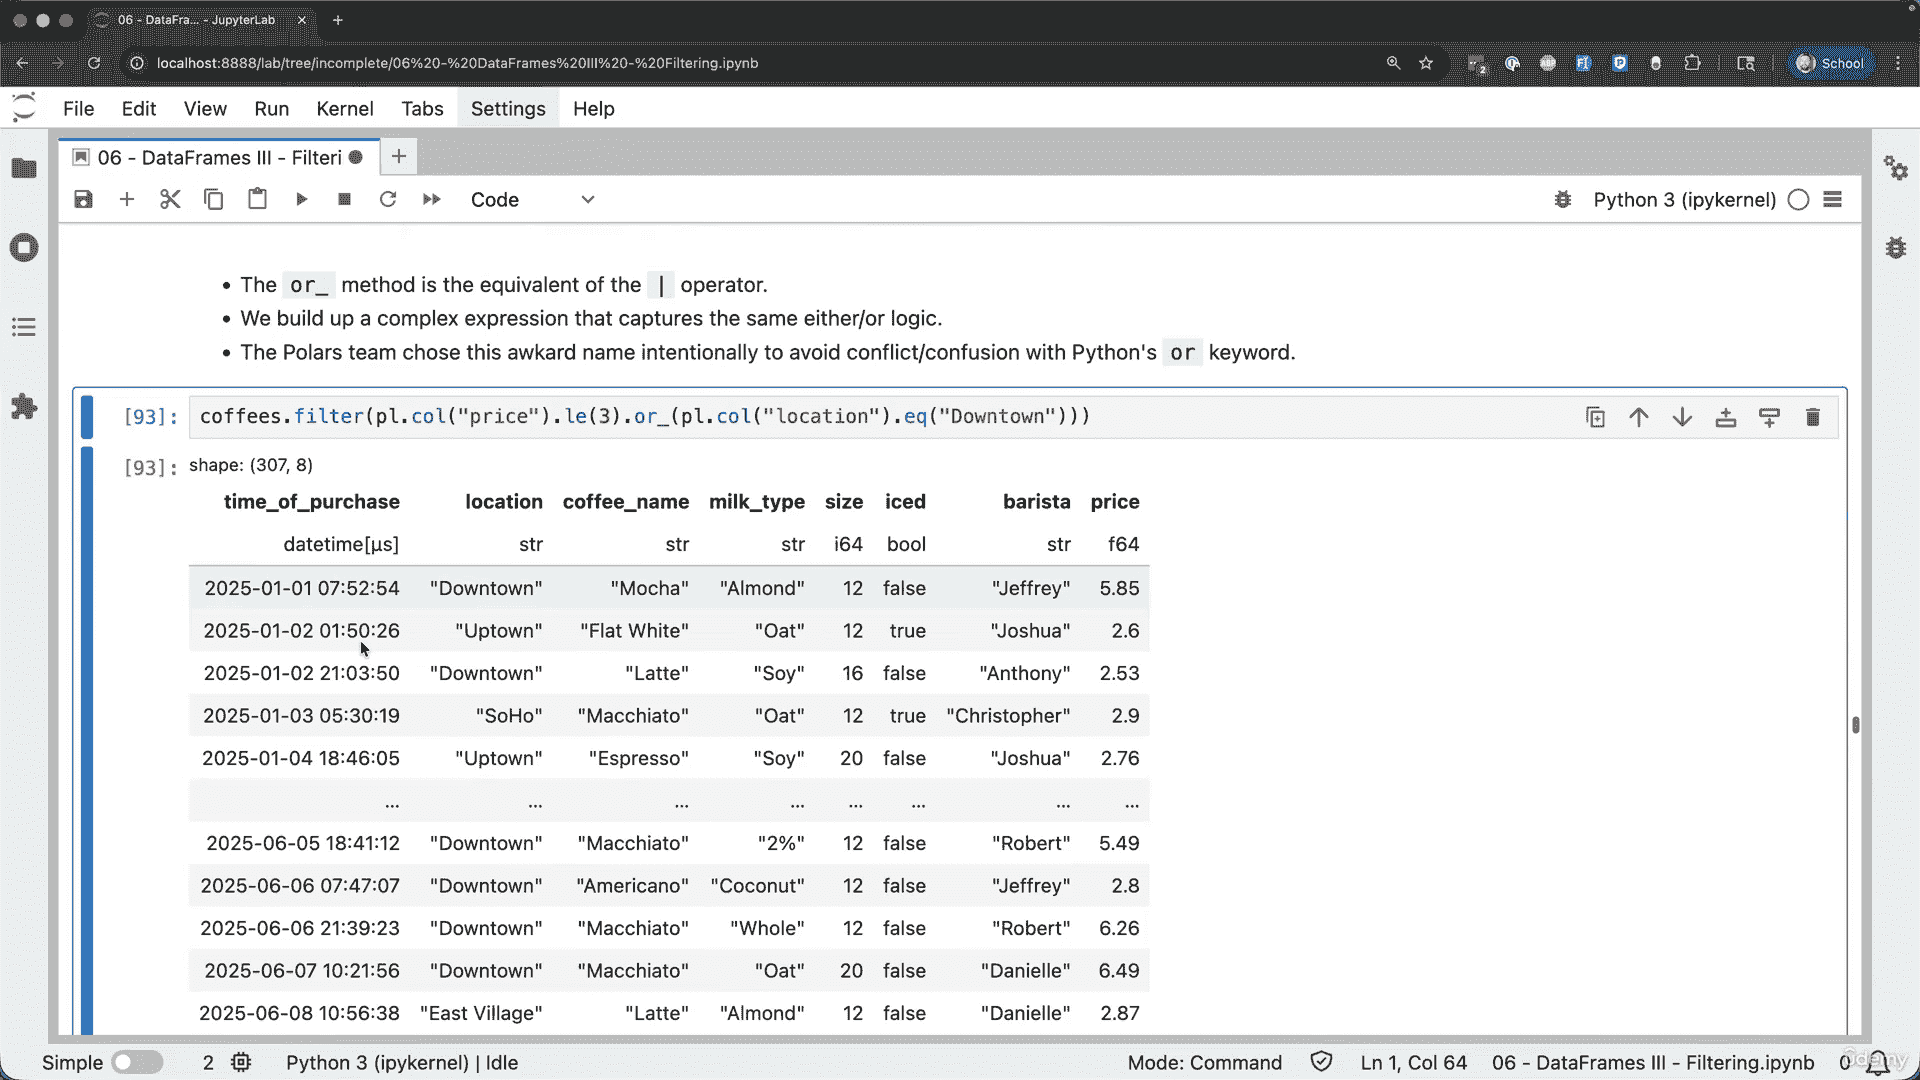 06 - DataFra... - JupyterLab
localhost:8888/lab/tree/incomplete/06%20-%20DataFrames%20III%20-%20Filtering.ipynb
2
School
File Edit View Run Kernel Tabs Settings Help
06 - DataFrames III - Filteri
Code
Python 3 (ipykernel)
The or_ method is the equivalent of the | operator.
We build up a complex expression that captures the same either/or logic.
The Polars team chose this awkard name intentionally to avoid conflict/confusion with Python's or keyword.
[93]: coffees.filter(pl.col("price").le(3).or_(pl.col("location").eq("Downtown")))
[93]: shape: (307, 8)
time_of_purchase location coffee_name milk_type size iced barista price
datetime[μs] str str str i64 bool str f64
2025-01-01 07:52:54 "Downtown" "Mocha" "Almond" 12 false "Jeffrey" 5.85
2025-01-02 01:50:26 "Uptown" "Flat White" "Oat" 12 true "Joshua" 2.6
2025-01-02 21:03:50 "Downtown" "Latte" "Soy" 16 false "Anthony" 2.53
2025-01-03 05:30:19 "SoHo" "Macchiato" "Oat" 12 true "Christopher" 2.9
2025-01-04 18:46:05 "Uptown" "Espresso" "Soy" 20 false "Joshua" 2.76
... ... ... ... ... ... ... ...
2025-06-05 18:41:12 "Downtown" "Macchiato" "2%" 12 false "Robert" 5.49
2025-06-06 07:47:07 "Downtown" "Americano" "Coconut" 12 false "Jeffrey" 2.8
2025-06-06 21:39:23 "Downtown" "Macchiato" "Whole" 12 false "Robert" 6.26
2025-06-07 10:21:56 "Downtown" "Macchiato" "Oat" 20 false "Danielle" 6.49
2025-06-08 10:56:38 "East Village" "Latte" "Almond" 12 false "Danielle" 2.87
Simple 2 Python 3 (ipykernel) | Idle Mode: Command Ln 1, Col 64 06 - DataFrames III - Filtering.ipynb 0
ûdemy